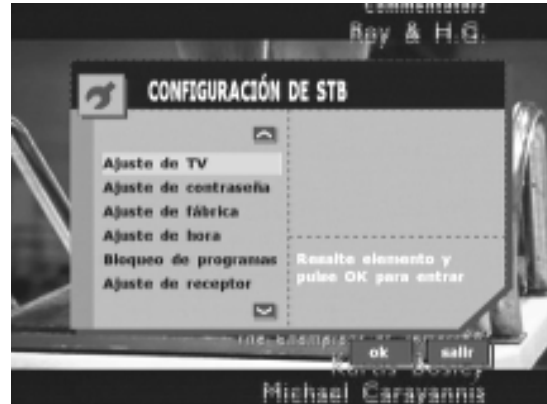 Commentators
Roy & H.G.
CONFIGURACIÓN DE STB
Ajuste de TV
Ajuste de contraseña
Ajuste de fábrica
Ajuste de hora
Bloqueo de programas
Ajuste de receptor
Resalte elemento y
pulse OK para entrar
ok
salir
Michael Carayannis